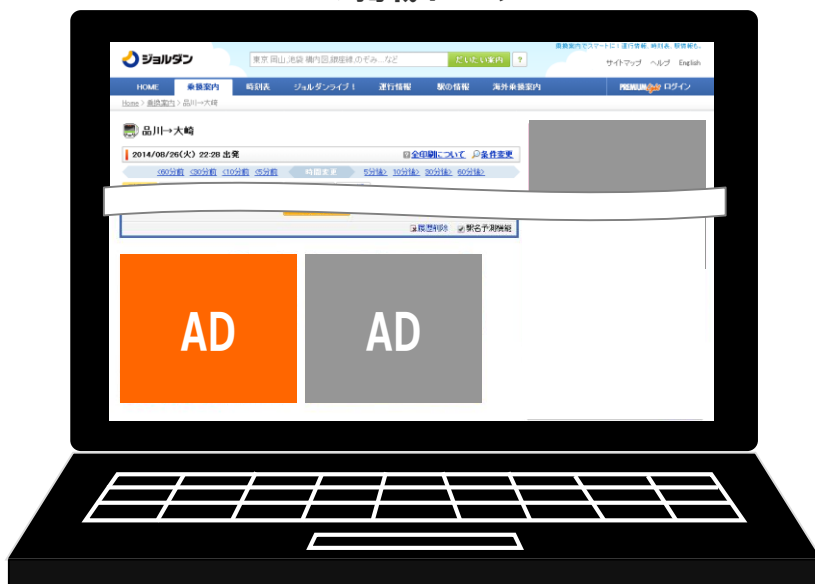 乗換案内でスマートに！運行情報、時刻表、駅情報も。
ジョルダン
東京,岡山,池袋 構内図,銀座線,のぞみ...など
だいたい案内
?
サイトマップ ヘルプ English
HOME 乗換案内 時刻表 ジョルダンライブ！ 運行情報 駅の情報 海外乗換案内
PREMIUM ログイン
Home > 乗換案内 > 品川→大崎
品川→大崎
2014/08/26(火) 22:28 出発
全印刷について 条件変更
<60分前 <30分前 <10分前 <5分前 時間変更 5分後> 10分後> 30分後> 60分後>
履歴削除 駅名予測機能
AD AD